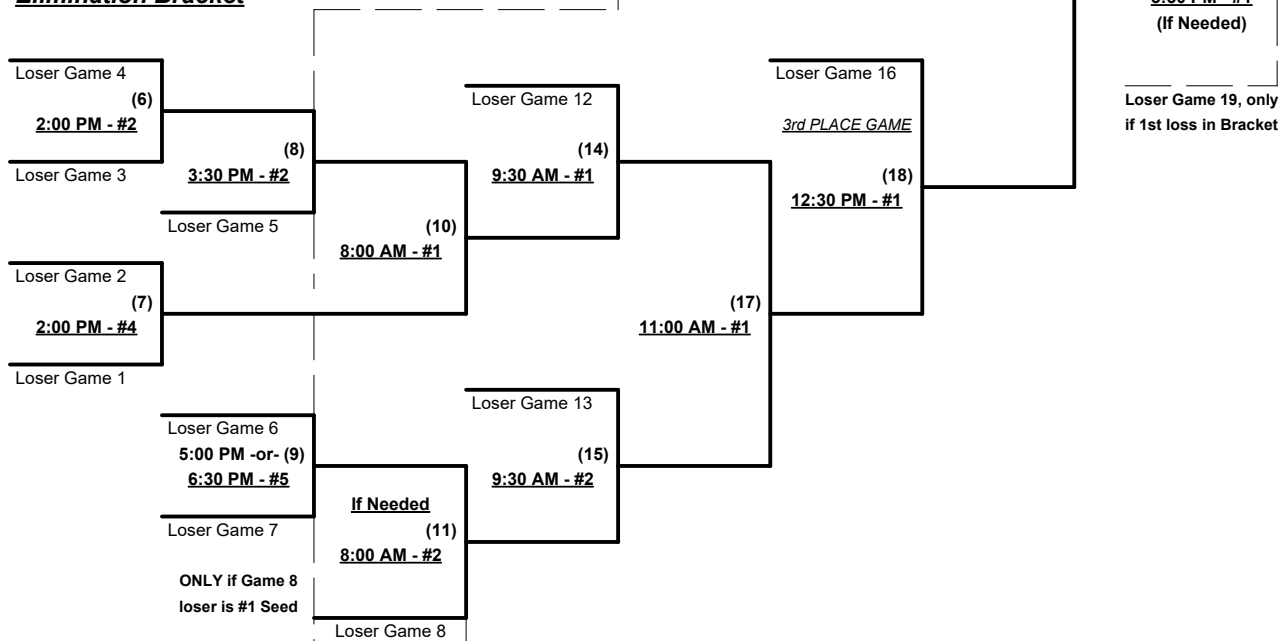 Elimination Bracket
(If Needed)
Loser Game 4
(6)
2:00 PM - #2
Loser Game 3
(8)
3:30 PM - #2
Loser Game 5
Loser Game 2
(7)
2:00 PM - #4
Loser Game 1
(10)
8:00 AM - #1
Loser Game 12
(14)
9:30 AM - #1
Loser Game 16
3rd PLACE GAME
(18)
12:30 PM - #1
Loser Game 19, only
if 1st loss in Bracket
(17)
11:00 AM - #1
Loser Game 6
5:00 PM -or- (9)
6:30 PM - #5
Loser Game 7
Loser Game 13
(15)
9:30 AM - #2
If Needed
(11)
8:00 AM - #2
ONLY if Game 8
loser is #1 Seed
Loser Game 8